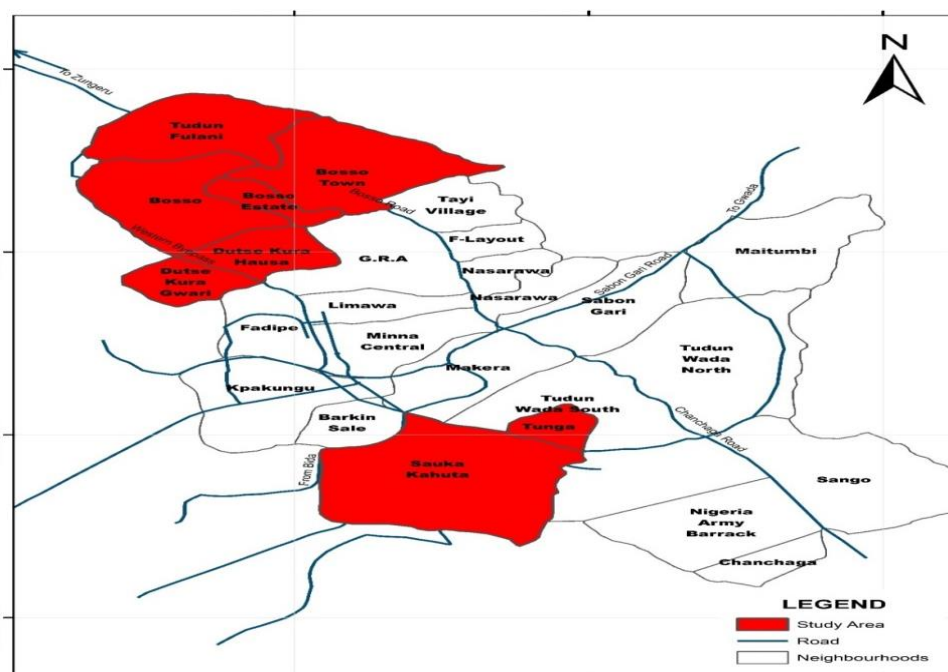 N
To Zungeru
Tudun
Fulani
Bosso
Town
Bosso
Bosso
Estate
Bosso Road
Tayi
Village
To Gwada
Western Bypass
Dutse Kura
Hausa
G.R.A
F-Layout
Maitumbi
Dutse
Kura
Gwari
Nasarawa
Sabon Gari Road
Nasarawa
Sabon
Gari
Limawa
Fadipe
Minna
Central
Tudun
Wada
North
Makera
Kpakungu
Tudun
Wada South
Barkin
Sale
Tunga
Chanchaga Road
From Bida
Sauka
Kahuta
Sango
Nigeria
Army
Barrack
Chanchaga
LEGEND
Study Area
Road
Neighbourhoods